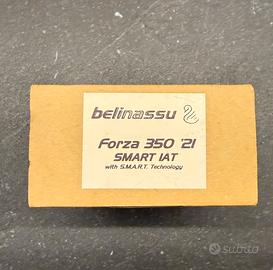 belinassu
Forza 350 '21
SMART IAT
with S.M.A.R.T. Technology
subito